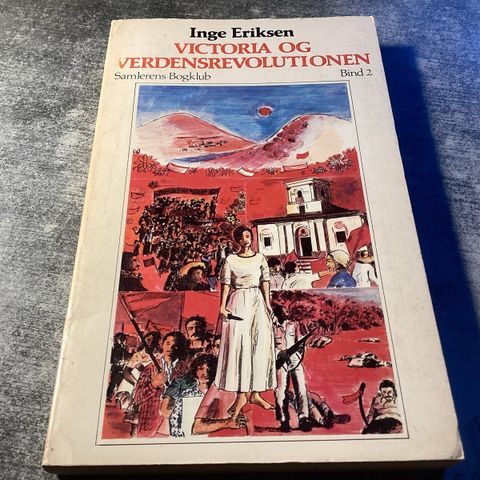 Inge Eriksen
VICTORIA OG
VERDENSREVOLUTIONEN
Samlerens Bogklub Bind 2